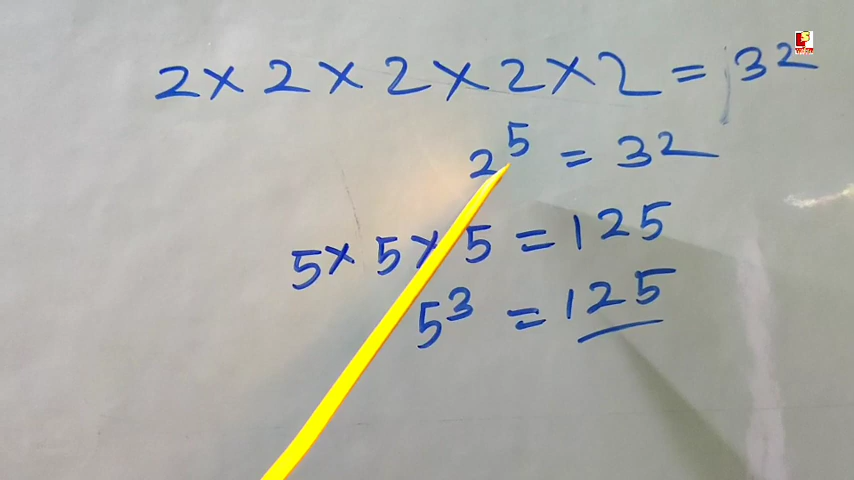 2 × 2 × 2 × 2 × 2 = 32
2⁵ = 32
5 × 5 × 5 = 125
5³ = 125